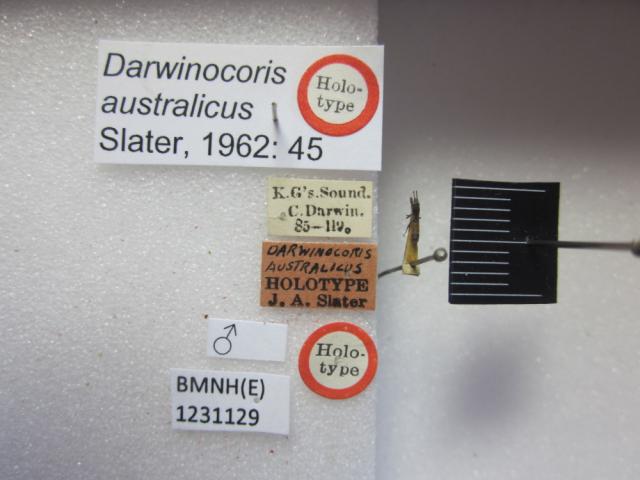 Darwinocoris
australicus
Slater, 1962: 45
Holo-
type
K.G's.Sound.
C.Darwin.
85–119.
DARWINOCORIS
AUSTRALICUS
HOLOTYPE
J. A. Slater
♂
Holo-
type
BMNH(E)
1231129